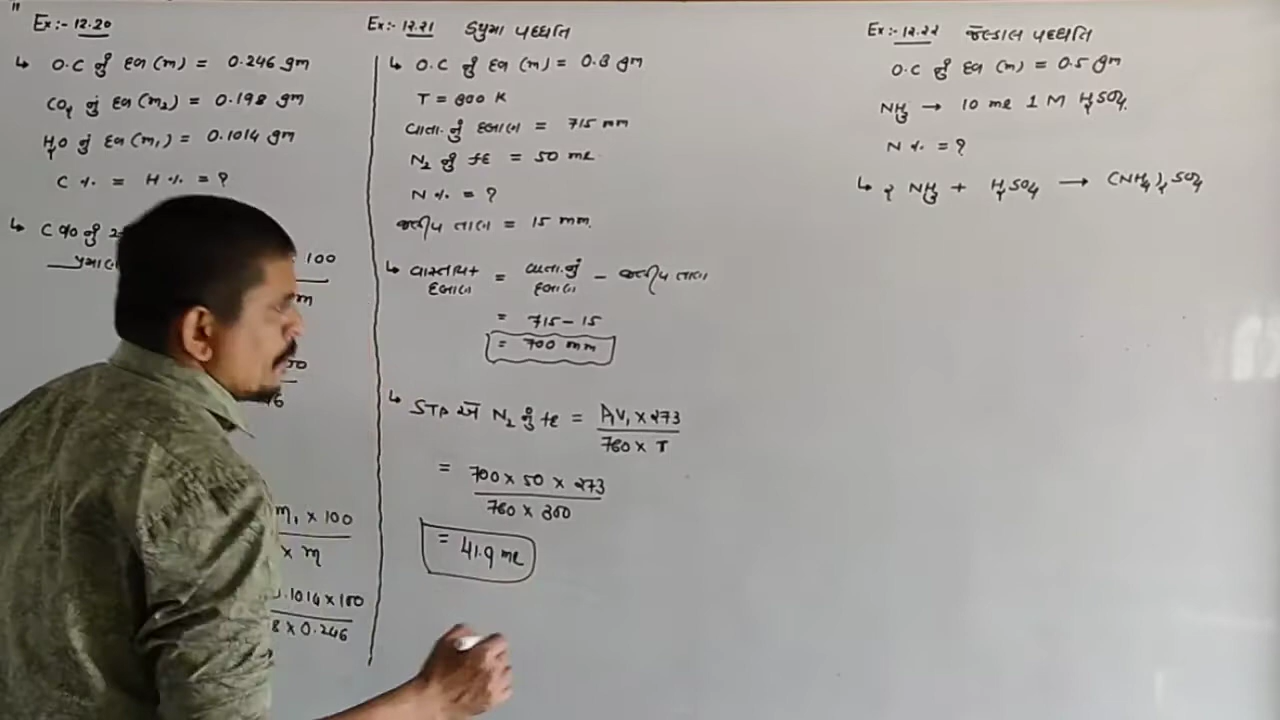 11
Ex:- 12.20
↳ O.C નું દળ (m) = 0.246 gm
CO₂ નું દળ (m₂) = 0.198 gm
H₂O નું દળ (m₁) = 0.1014 gm
C % = H % = ?
↳ C % નું
પ્રમાણ
100
m
m₁ × 100
× m
.1014 × 100
8 × 0.246
Ex:- 12.21 ડ્યુમા પદ્ધતિ
↳ O.C નું દળ (m) = 0.3 gm
T = 300 K
વાતા.નું દબાણ = 715 mm
N₂ નું કદ = 50 ml
N % = ?
જલીય તાણ = 15 mm.
↳ વાસ્તવિક દબાણ = વાતા.નું દબાણ - જલીય તાણ
= 715 - 15
= 700 mm
↳ STP એ N₂ નું કદ = P₁V₁ × 273
760 × T
= 700 × 50 × 273
760 × 300
= 41.9 ml
Ex:- 12.22 જેલ્ડાલ પદ્ધતિ
O.C નું દળ (m) = 0.5 gm
NH₃ → 10 ml 1 M H₂SO₄.
N % = ?
↳ 2 NH₃ + H₂SO₄ → (NH₄)₂SO₄